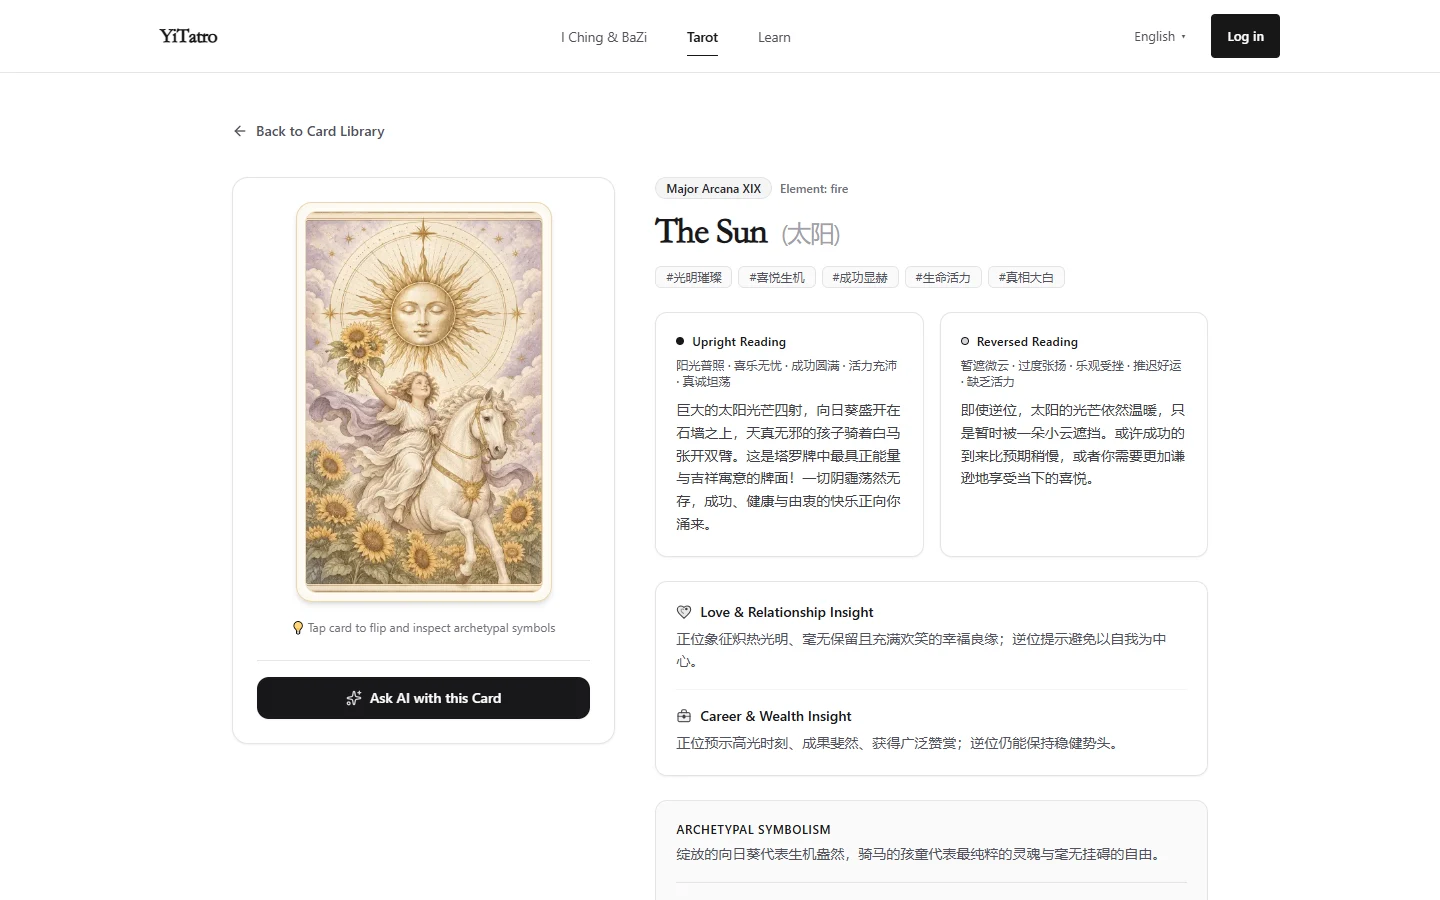 YiTatro
I Ching & BaZi
Tarot
Learn
English
Log in
Back to Card Library
Tap card to flip and inspect archetypal symbols
Ask AI with this Card
Major Arcana XIX
Element: fire
The Sun (太阳)
#光明璀璨
#喜悦生机
#成功显赫
#生命活力
#真相大白
Upright Reading
阳光普照 · 喜乐无忧 · 成功圆满 · 活力充沛
· 真诚坦荡
巨大的太阳光芒四射，向日葵盛开在
石墙之上，天真无邪的孩子骑着白马
张开双臂。这是塔罗牌中最具正能量
与吉祥寓意的牌面！一切阴霾荡然无
存，成功、健康与由衷的快乐正向你
涌来。
Reversed Reading
暂遮微云 · 过度张扬 · 乐观受挫 · 推迟好运
· 缺乏活力
即使逆位，太阳的光芒依然温暖，只
是暂时被一朵小云遮挡。或许成功的
到来比预期稍慢，或者你需要更加谦
逊地享受当下的喜悦。
Love & Relationship Insight
正位象征炽热光明、毫无保留且充满欢笑的幸福良缘；逆位提示避免以自我为中
心。
Career & Wealth Insight
正位预示高光时刻、成果斐然、获得广泛赞赏；逆位仍能保持稳健势头。
ARCHETYPAL SYMBOLISM
绽放的向日葵代表生机盎然，骑马的孩童代表最纯粹的灵魂与毫无挂碍的自由。